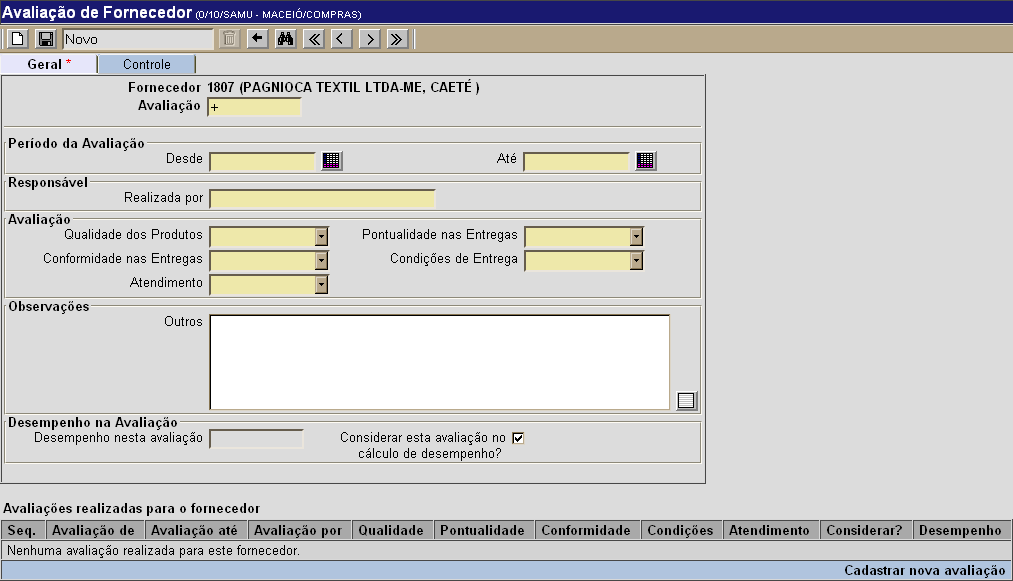 Avaliação de Fornecedor (0/10/SAMU - MACEIÓ/COMPRAS)
Novo
Geral * Controle
Fornecedor 1807 (PAGNIOCA TEXTIL LTDA-ME, CAETÉ )
Avaliação +
Período da Avaliação
Desde Até
Responsável
Realizada por
Avaliação
Qualidade dos Produtos Pontualidade nas Entregas
Conformidade nas Entregas Condições de Entrega
Atendimento
Observações
Outros
Desempenho na Avaliação
Desempenho nesta avaliação Considerar esta avaliação no
cálculo de desempenho?
Avaliações realizadas para o fornecedor
Seq. Avaliação de Avaliação até Avaliação por Qualidade Pontualidade Conformidade Condições Atendimento Considerar? Desempenho
Nenhuma avaliação realizada para este fornecedor.
Cadastrar nova avaliação